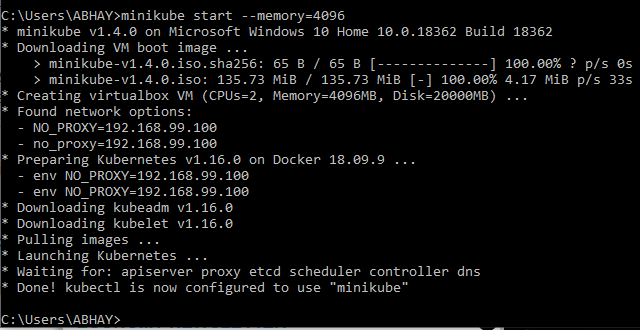 C:\Users\ABHAY>minikube start --memory=4096
* minikube v1.4.0 on Microsoft Windows 10 Home 10.0.18362 Build 18362
* Downloading VM boot image ...
    > minikube-v1.4.0.iso.sha256: 65 B / 65 B [--------------] 100.00% ? p/s 0s
    > minikube-v1.4.0.iso: 135.73 MiB / 135.73 MiB [-] 100.00% 4.17 MiB p/s 33s
* Creating virtualbox VM (CPUs=2, Memory=4096MB, Disk=20000MB) ...
* Found network options:
  - NO_PROXY=192.168.99.100
  - no_proxy=192.168.99.100
* Preparing Kubernetes v1.16.0 on Docker 18.09.9 ...
  - env NO_PROXY=192.168.99.100
  - env NO_PROXY=192.168.99.100
* Downloading kubeadm v1.16.0
* Downloading kubelet v1.16.0
* Pulling images ...
* Launching Kubernetes ...
* Waiting for: apiserver proxy etcd scheduler controller dns
* Done! kubectl is now configured to use "minikube"
C:\Users\ABHAY>